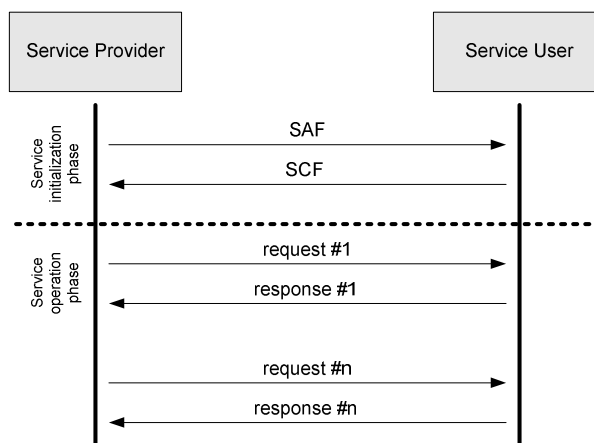 Service Provider
Service User
Service
initialization
phase
SAF
SCF
Service
operation
phase
request #1
response #1
request #n
response #n